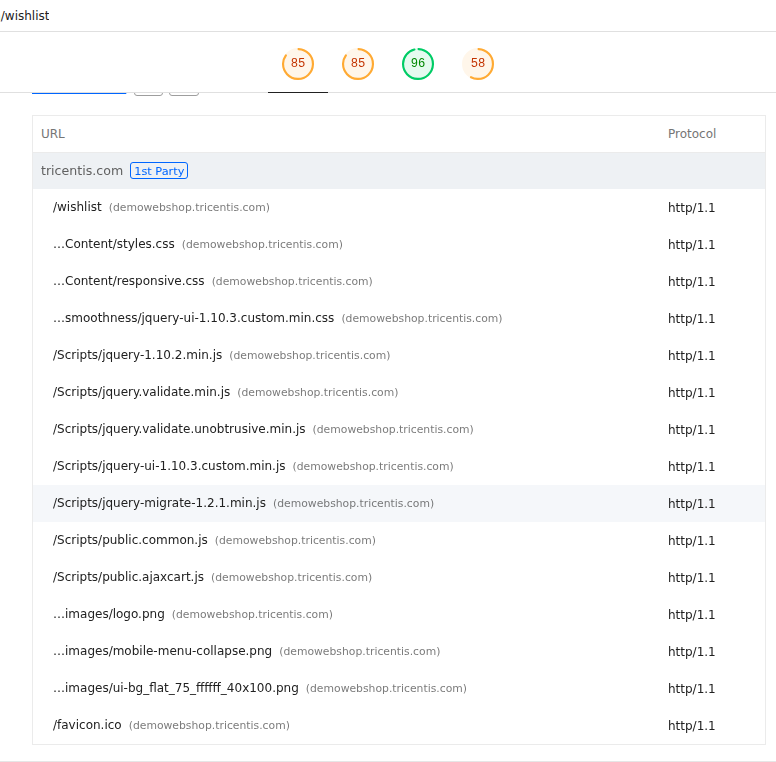 /wishlist
85 85 96 58
URL Protocol
tricentis.com 1st Party
/wishlist (demowebshop.tricentis.com) http/1.1
…Content/styles.css (demowebshop.tricentis.com) http/1.1
…Content/responsive.css (demowebshop.tricentis.com) http/1.1
…smoothness/jquery-ui-1.10.3.custom.min.css (demowebshop.tricentis.com) http/1.1
/Scripts/jquery-1.10.2.min.js (demowebshop.tricentis.com) http/1.1
/Scripts/jquery.validate.min.js (demowebshop.tricentis.com) http/1.1
/Scripts/jquery.validate.unobtrusive.min.js (demowebshop.tricentis.com) http/1.1
/Scripts/jquery-ui-1.10.3.custom.min.js (demowebshop.tricentis.com) http/1.1
/Scripts/jquery-migrate-1.2.1.min.js (demowebshop.tricentis.com) http/1.1
/Scripts/public.common.js (demowebshop.tricentis.com) http/1.1
/Scripts/public.ajaxcart.js (demowebshop.tricentis.com) http/1.1
…images/logo.png (demowebshop.tricentis.com) http/1.1
…images/mobile-menu-collapse.png (demowebshop.tricentis.com) http/1.1
…images/ui-bg_flat_75_ffffff_40x100.png (demowebshop.tricentis.com) http/1.1
/favicon.ico (demowebshop.tricentis.com) http/1.1